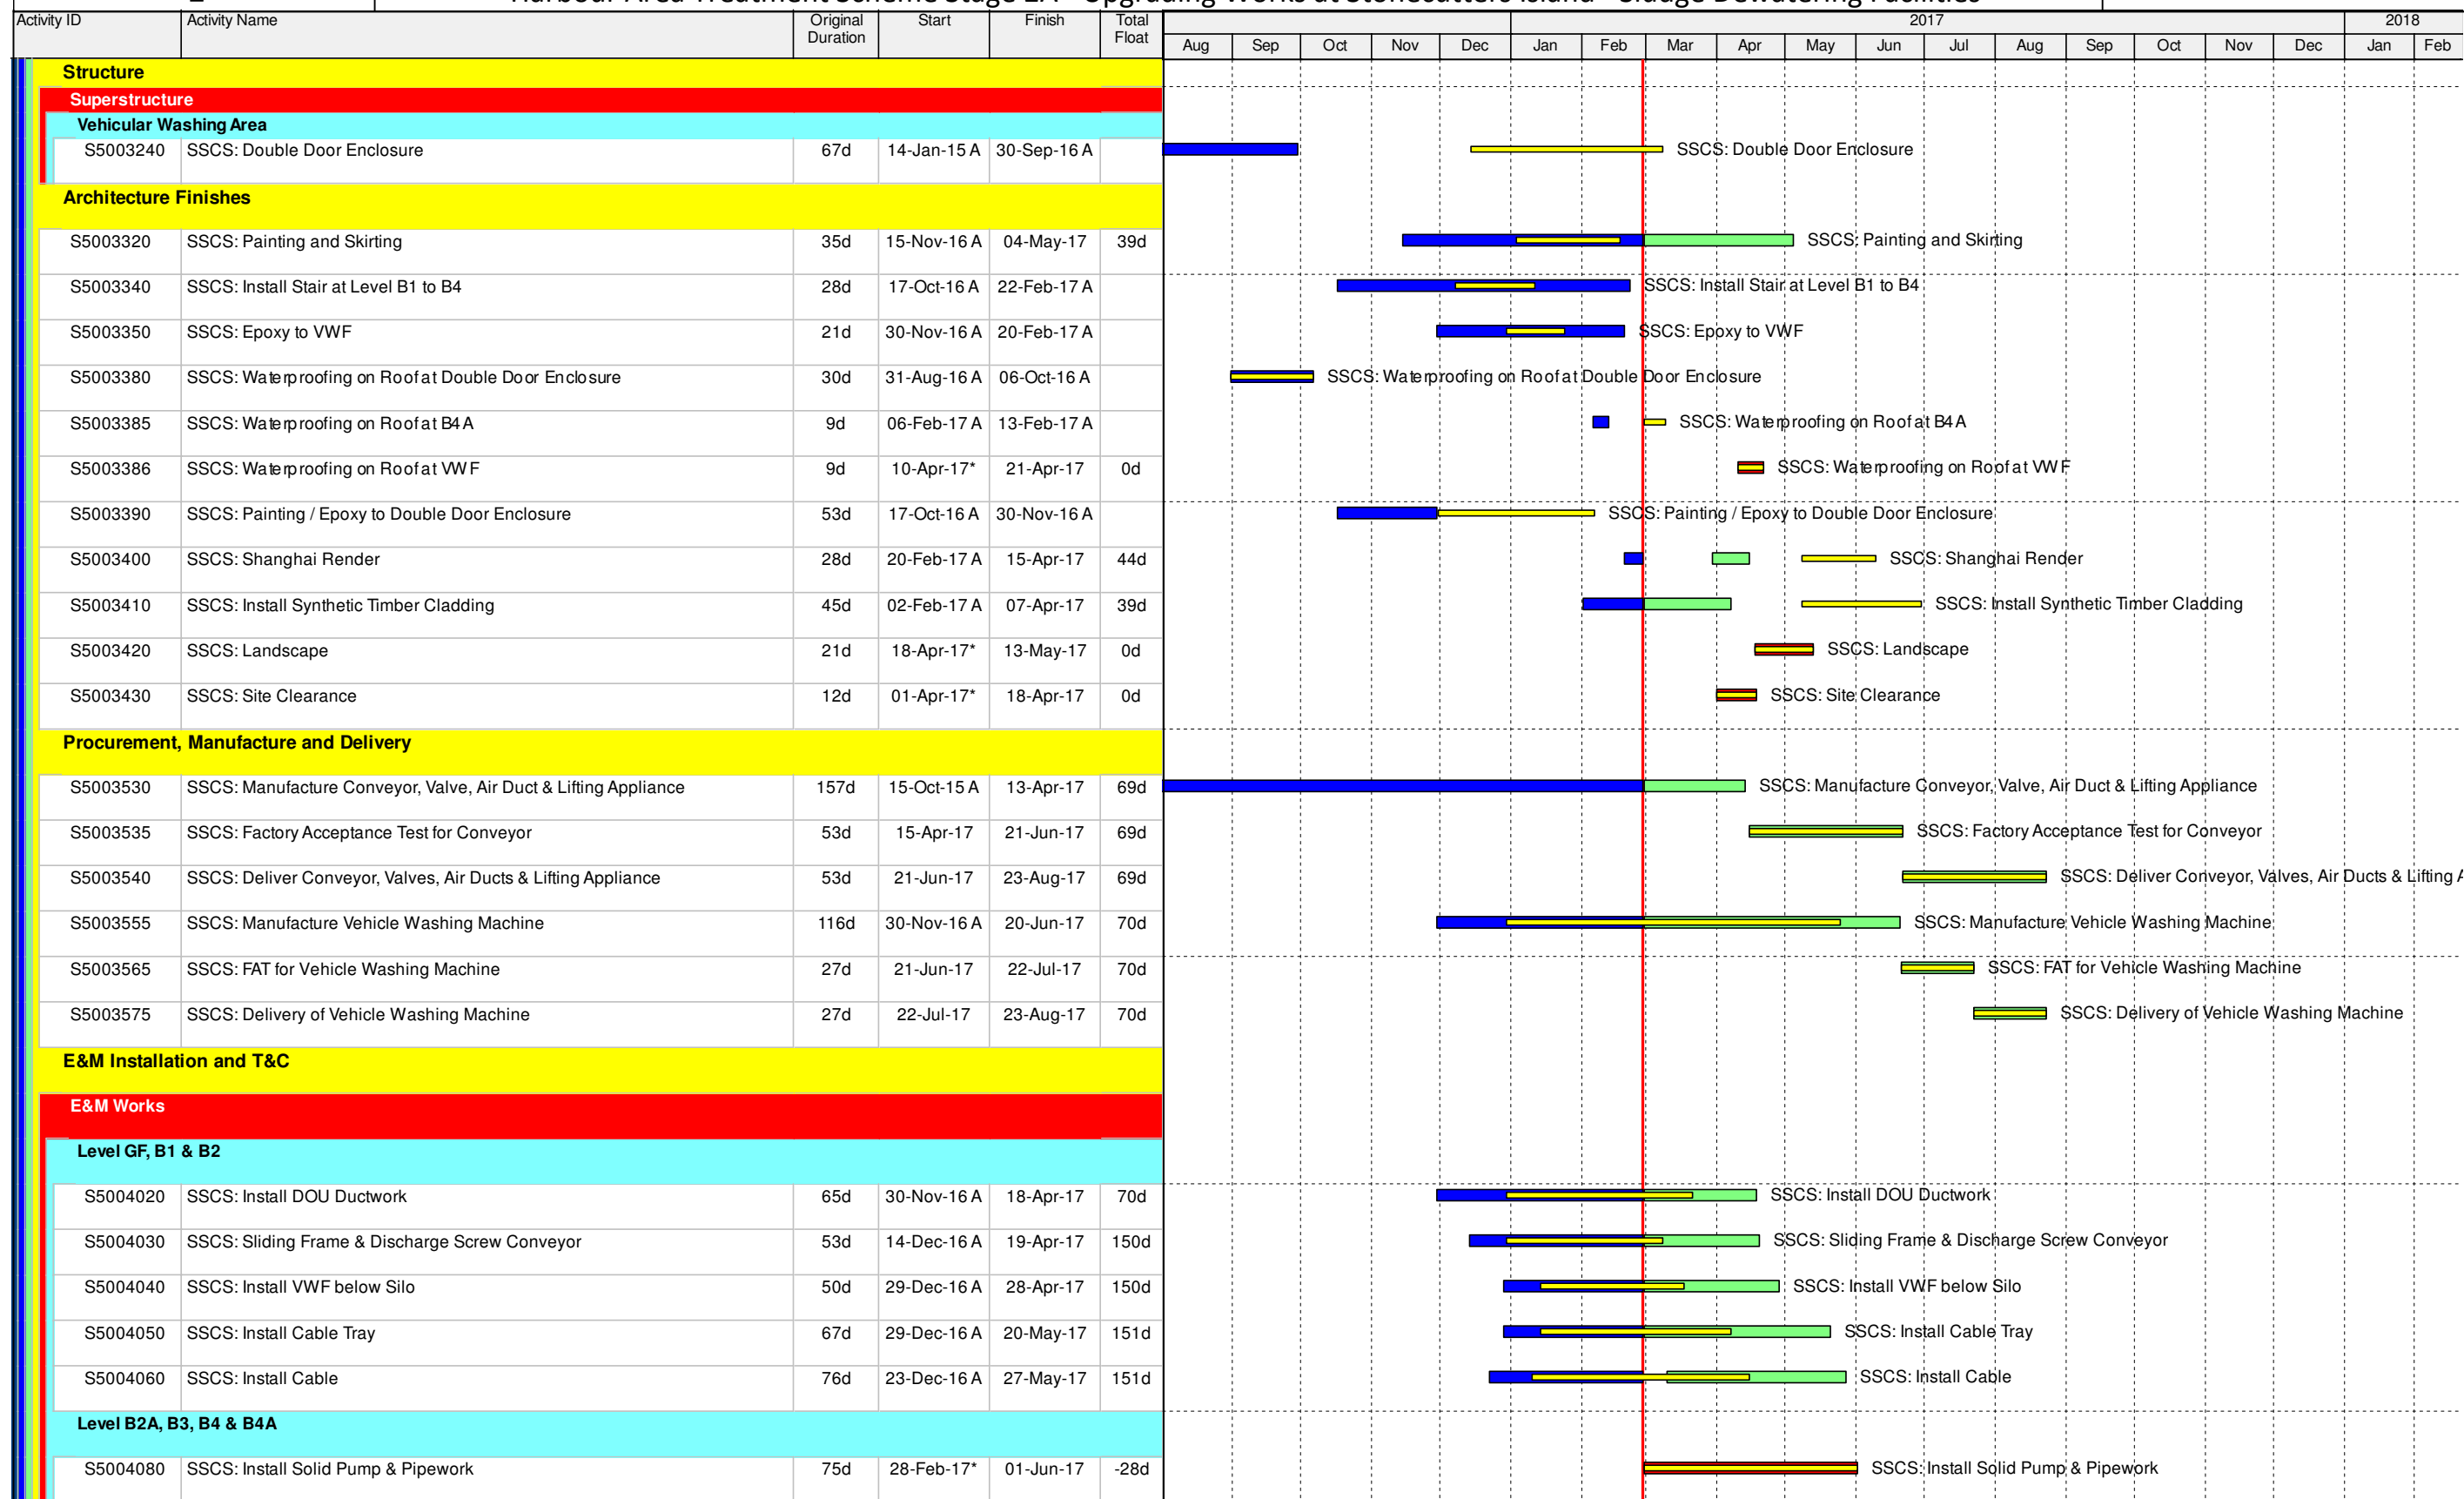 Harbour Area Treatment Scheme Stage 2A - Upgrading Works at Stonecutters Island - Sludge Dewatering Facilities
Activity ID Activity Name Original Duration Start Finish Total Float 2017 2018
Aug Sep Oct Nov Dec Jan Feb Mar Apr May Jun Jul Aug Sep Oct Nov Dec Jan Feb
Structure
Superstructure
Vehicular Washing Area
S5003240 SSCS: Double Door Enclosure 67d 14-Jan-15 A 30-Sep-16 A SSCS: Double Door Enclosure
Architecture Finishes
S5003320 SSCS: Painting and Skirting 35d 15-Nov-16 A 04-May-17 39d SSCS: Painting and Skirting
S5003340 SSCS: Install Stair at Level B1 to B4 28d 17-Oct-16 A 22-Feb-17 A SSCS: Install Stair at Level B1 to B4
S5003350 SSCS: Epoxy to VWF 21d 30-Nov-16 A 20-Feb-17 A SSCS: Epoxy to VWF
S5003380 SSCS: Waterproofing on Roof at Double Door Enclosure 30d 31-Aug-16 A 06-Oct-16 A SSCS: Waterproofing on Roof at Double Door Enclosure
S5003385 SSCS: Waterproofing on Roof at B4A 9d 06-Feb-17 A 13-Feb-17 A SSCS: Waterproofing on Roof at B4A
S5003386 SSCS: Waterproofing on Roof at VWF 9d 10-Apr-17* 21-Apr-17 0d SSCS: Waterproofing on Roof at VWF
S5003390 SSCS: Painting / Epoxy to Double Door Enclosure 53d 17-Oct-16 A 30-Nov-16 A SSCS: Painting / Epoxy to Double Door Enclosure
S5003400 SSCS: Shanghai Render 28d 20-Feb-17 A 15-Apr-17 44d SSCS: Shanghai Render
S5003410 SSCS: Install Synthetic Timber Cladding 45d 02-Feb-17 A 07-Apr-17 39d SSCS: Install Synthetic Timber Cladding
S5003420 SSCS: Landscape 21d 18-Apr-17* 13-May-17 0d SSCS: Landscape
S5003430 SSCS: Site Clearance 12d 01-Apr-17* 18-Apr-17 0d SSCS: Site Clearance
Procurement, Manufacture and Delivery
S5003530 SSCS: Manufacture Conveyor, Valve, Air Duct & Lifting Appliance 157d 15-Oct-15 A 13-Apr-17 69d SSCS: Manufacture Conveyor, Valve, Air Duct & Lifting Appliance
S5003535 SSCS: Factory Acceptance Test for Conveyor 53d 15-Apr-17 21-Jun-17 69d SSCS: Factory Acceptance Test for Conveyor
S5003540 SSCS: Deliver Conveyor, Valves, Air Ducts & Lifting Appliance 53d 21-Jun-17 23-Aug-17 69d SSCS: Deliver Conveyor, Valves, Air Ducts & Lifting
S5003555 SSCS: Manufacture Vehicle Washing Machine 116d 30-Nov-16 A 20-Jun-17 70d SSCS: Manufacture Vehicle Washing Machine
S5003565 SSCS: FAT for Vehicle Washing Machine 27d 21-Jun-17 22-Jul-17 70d SSCS: FAT for Vehicle Washing Machine
S5003575 SSCS: Delivery of Vehicle Washing Machine 27d 22-Jul-17 23-Aug-17 70d SSCS: Delivery of Vehicle Washing Machine
E&M Installation and T&C
E&M Works
Level GF, B1 & B2
S5004020 SSCS: Install DOU Ductwork 65d 30-Nov-16 A 18-Apr-17 70d SSCS: Install DOU Ductwork
S5004030 SSCS: Sliding Frame & Discharge Screw Conveyor 53d 14-Dec-16 A 19-Apr-17 150d SSCS: Sliding Frame & Discharge Screw Conveyor
S5004040 SSCS: Install VWF below Silo 50d 29-Dec-16 A 28-Apr-17 150d SSCS: Install VWF below Silo
S5004050 SSCS: Install Cable Tray 67d 29-Dec-16 A 20-May-17 151d SSCS: Install Cable Tray
S5004060 SSCS: Install Cable 76d 23-Dec-16 A 27-May-17 151d SSCS: Install Cable
Level B2A, B3, B4 & B4A
S5004080 SSCS: Install Solid Pump & Pipework 75d 28-Feb-17* 01-Jun-17 -28d SSCS: Install Solid Pump & Pipework